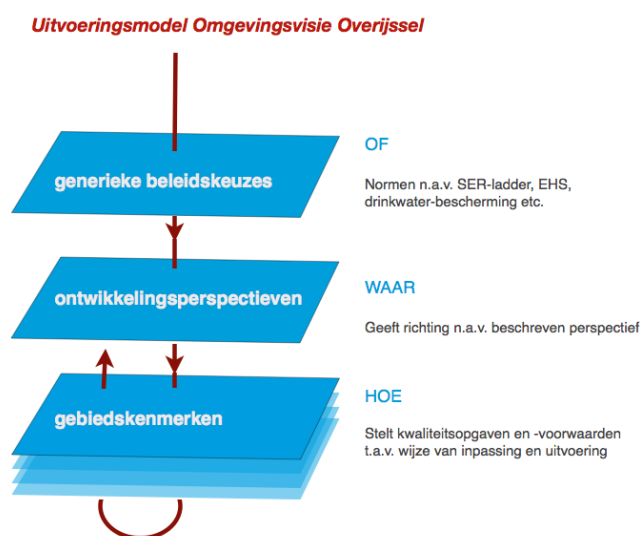 Uitvoeringsmodel Omgevingsvisie Overijssel
generieke beleidskeuzes
OF
Normen n.a.v. SER-ladder, EHS,
drinkwater-bescherming etc.
ontwikkelingsperspectieven
WAAR
Geeft richting n.a.v. beschreven perspectief
gebiedskenmerken
HOE
Stelt kwaliteitsopgaven en -voorwaarden
t.a.v. wijze van inpassing en uitvoering